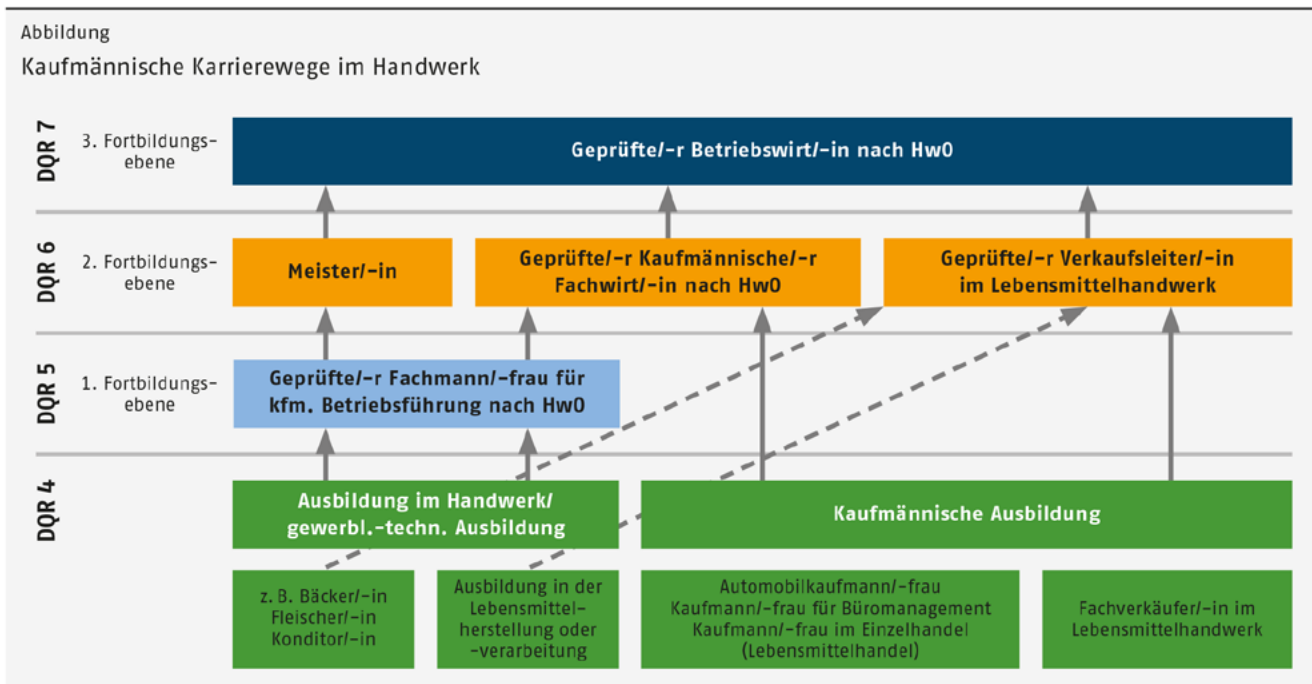 Abbildung
Kaufmännische Karrierewege im Handwerk
DQR 7
3. Fortbildungs-
ebene
Geprüfte/-r Betriebswirt/-in nach HwO
DQR 6
2. Fortbildungs-
ebene
Meister/-in
Geprüfte/-r Kaufmännische/-r
Fachwirt/-in nach HwO
Geprüfte/-r Verkaufsleiter/-in
im Lebensmittelhandwerk
DQR 5
1. Fortbildungs-
ebene
Geprüfte/-r Fachmann/-frau für
kfm. Betriebsführung nach HwO
DQR 4
Ausbildung im Handwerk/
gewerbl.-techn. Ausbildung
Kaufmännische Ausbildung
z. B. Bäcker/-in
Fleischer/-in
Konditor/-in
Ausbildung in der
Lebensmittel-
herstellung oder
-verarbeitung
Automobilkaufmann/-frau
Kaufmann/-frau für Büromanagement
Kaufmann/-frau im Einzelhandel
(Lebensmittelhandel)
Fachverkäufer/-in im
Lebensmittelhandwerk